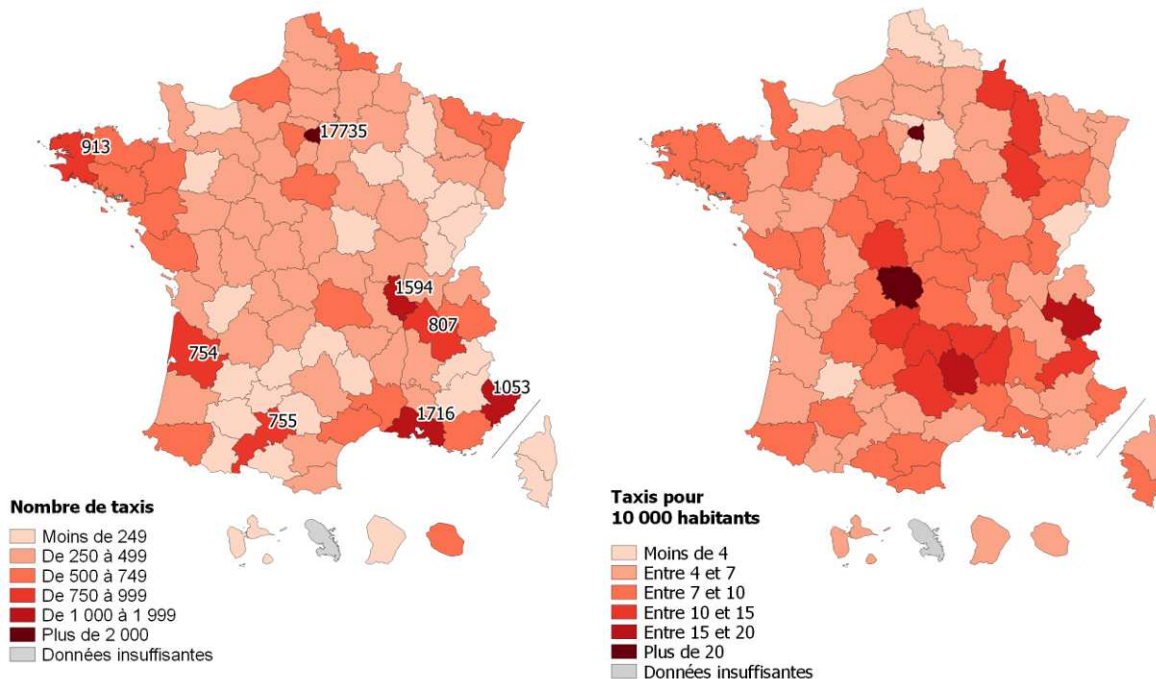 17735
913
1594
807
754
1053
1716
755
Nombre de taxis
Moins de 249
De 250 à 499
De 500 à 749
De 750 à 999
De 1 000 à 1 999
Plus de 2 000
Données insuffisantes
Taxis pour
10 000 habitants
Moins de 4
Entre 4 et 7
Entre 7 et 10
Entre 10 et 15
Entre 15 et 20
Plus de 20
Données insuffisantes